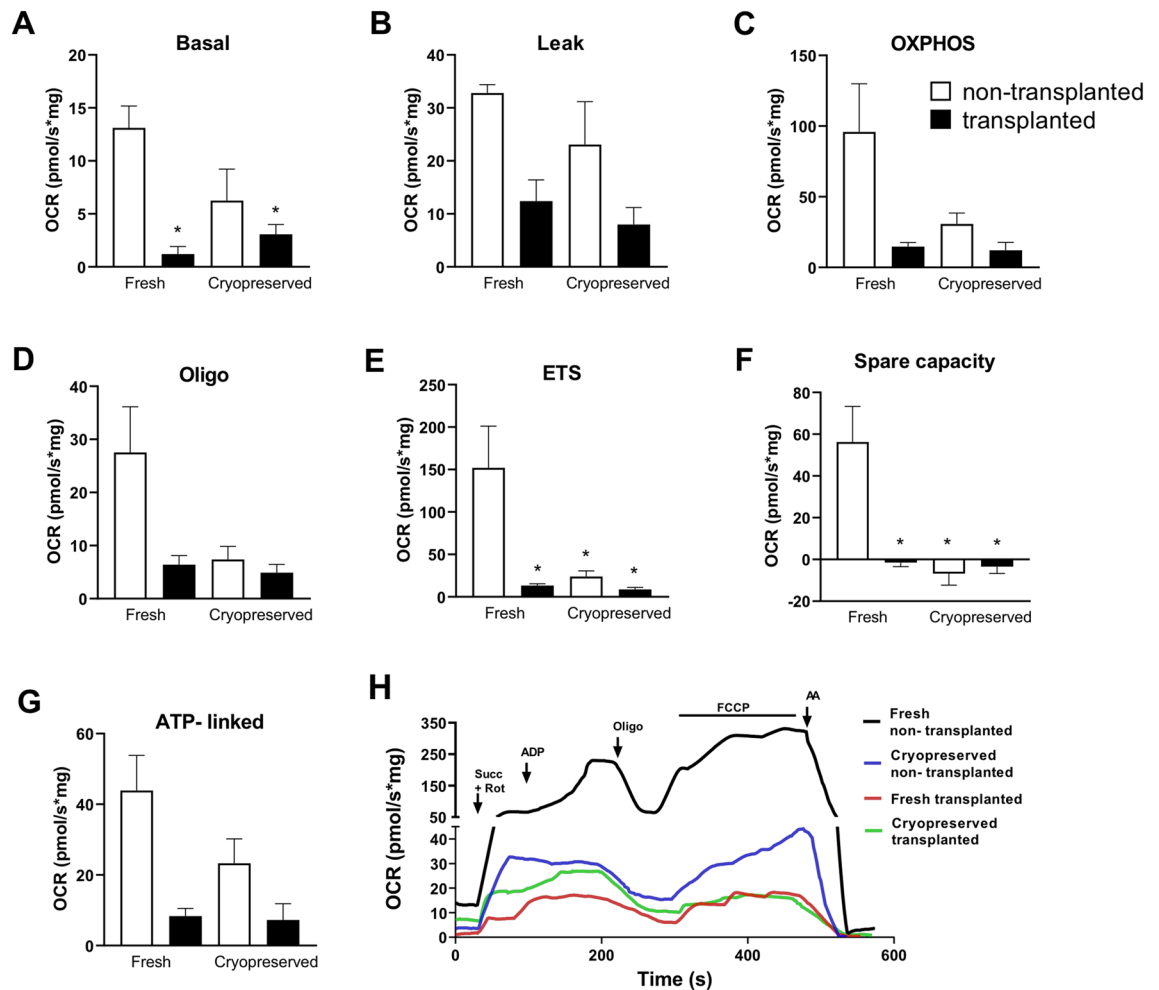 A
Basal
OCR (pmol/s*mg)
20
15
10
5
0
*
*
Fresh
Cryopreserved
B
Leak
OCR (pmol/s*mg)
40
30
20
10
0
Fresh
Cryopreserved
C
OXPHOS
OCR (pmol/s*mg)
150
100
50
0
non-transplanted
transplanted
Fresh
Cryopreserved
D
Oligo
OCR (pmol/s*mg)
40
30
20
10
0
Fresh
Cryopreserved
E
ETS
OCR (pmol/s*mg)
250
200
150
100
50
0
*
*
*
Fresh
Cryopreserved
F
Spare capacity
OCR (pmol/s*mg)
80
60
40
20
0
-20
*
*
*
Fresh
Cryopreserved
G
ATP- linked
OCR (pmol/s*mg)
60
40
20
0
Fresh
Cryopreserved
H
OCR (pmol/s*mg)
350
250
150
50
40
30
20
10
0
Succ
+ Rot
ADP
Oligo
FCCP
AA
0
200
400
600
Time (s)
Fresh
non- transplanted
Cryopreserved
non- transplanted
Fresh transplanted
Cryopreserved
transplanted